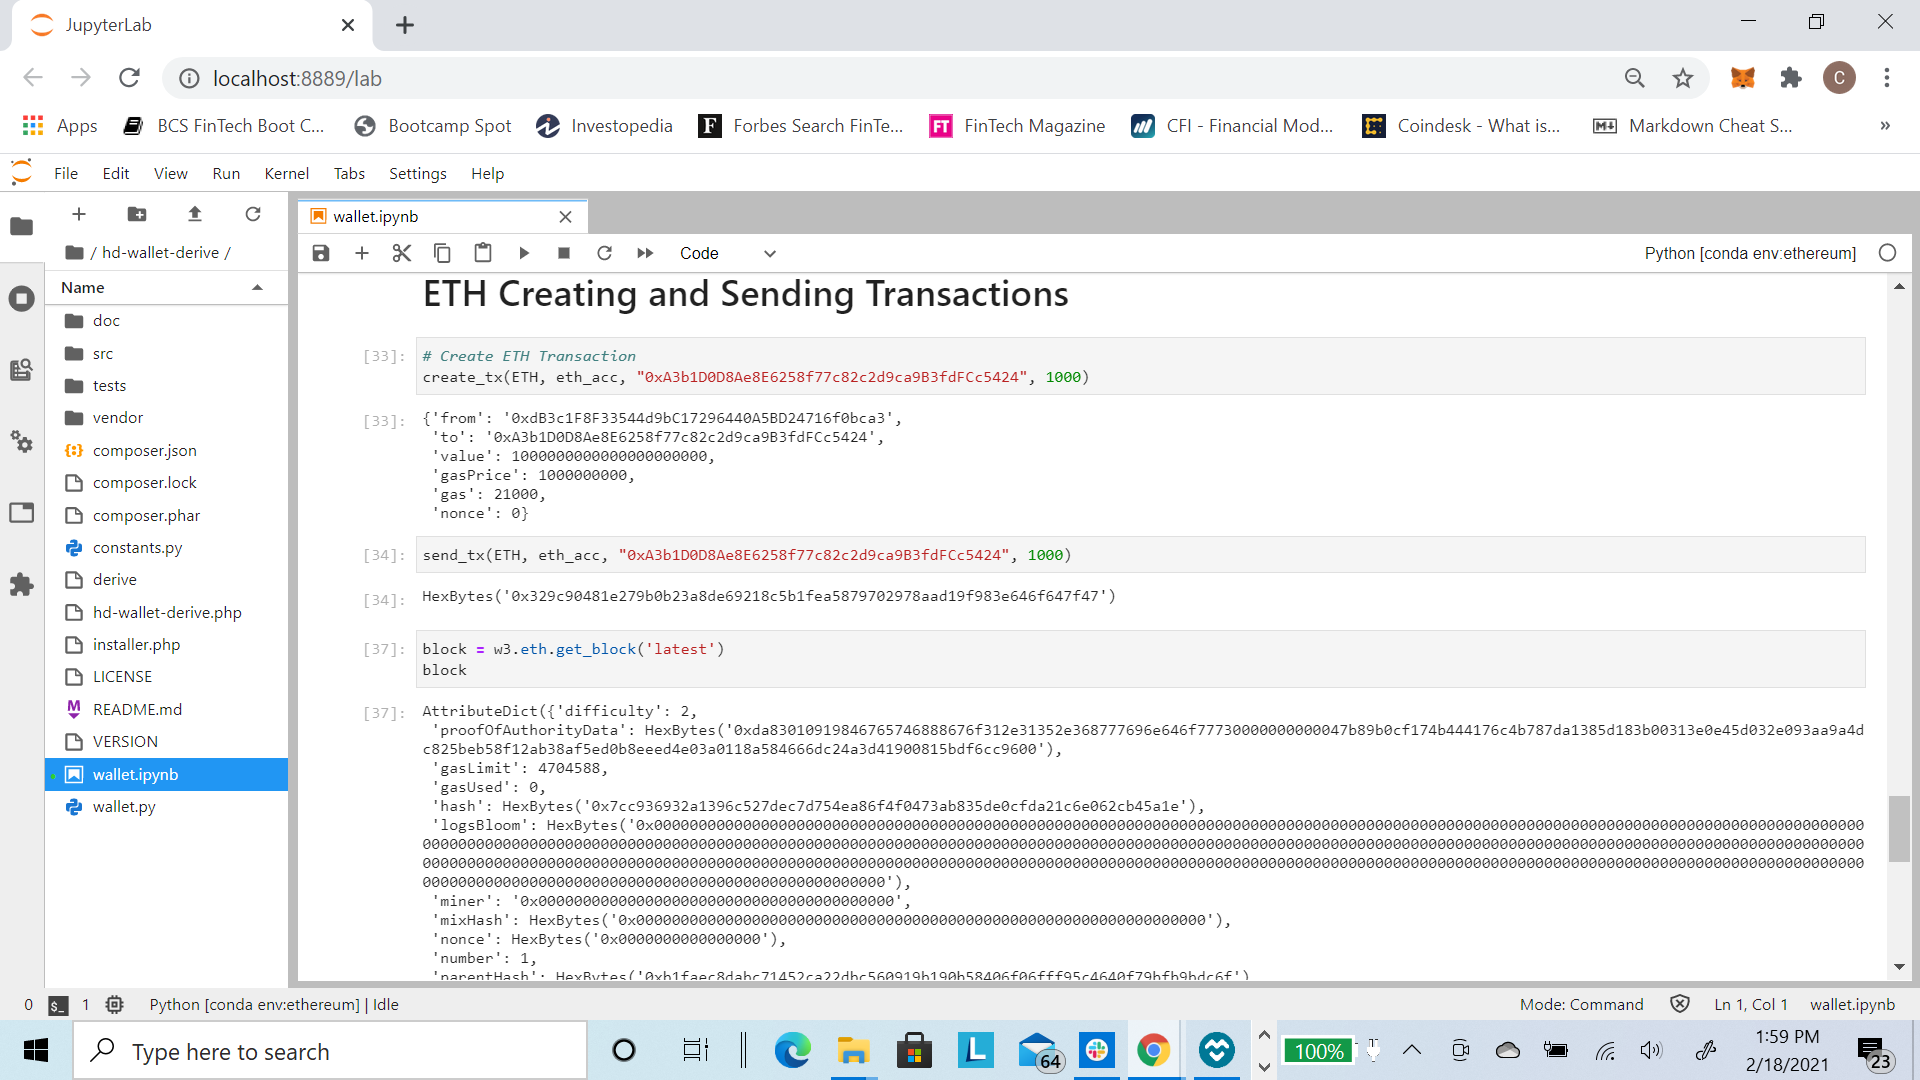 JupyterLab
localhost:8889/lab
C
Apps
BCS FinTech Boot C...
Bootcamp Spot
Investopedia
Forbes Search FinTe...
FinTech Magazine
CFI - Financial Mod...
Coindesk - What is...
Markdown Cheat S...
»
File Edit View Run Kernel Tabs Settings Help
wallet.ipynb
/ hd-wallet-derive /
Code
Python [conda env:ethereum]
Name
doc
src
tests
vendor
composer.json
composer.lock
composer.phar
constants.py
derive
hd-wallet-derive.php
installer.php
LICENSE
README.md
VERSION
wallet.ipynb
wallet.py
ETH Creating and Sending Transactions
[33]: # Create ETH Transaction
create_tx(ETH, eth_acc, "0xA3b1D0D8Ae8E6258f77c82c2d9ca9B3fdFCc5424", 1000)
[33]: {'from': '0xdB3c1F8F33544d9bC17296440A5BD24716f0bca3',
'to': '0xA3b1D0D8Ae8E6258f77c82c2d9ca9B3fdFCc5424',
'value': 1000000000000000000000,
'gasPrice': 1000000000,
'gas': 21000,
'nonce': 0}
[34]: send_tx(ETH, eth_acc, "0xA3b1D0D8Ae8E6258f77c82c2d9ca9B3fdFCc5424", 1000)
[34]: HexBytes('0x329c90481e279b0b23a8de69218c5b1fea5879702978aad19f983e646f647f47')
[37]: block = w3.eth.get_block('latest')
block
[37]: AttributeDict({'difficulty': 2,
'proofOfAuthorityData': HexBytes(
'gasLimit': 4704588,
'gasUsed': 0,
'hash': HexBytes('0x7cc936932a1396c527dec7d754ea86f4f0473ab835de0cfda21c6e062cb45a1e'),
'logsBloom': HexBytes(
'miner': '0x0000000000000000000000000000000000000000',
'mixHash': HexBytes('0x0000000000000000000000000000000000000000000000000000000000000000'),
'nonce': HexBytes('0x0000000000000000'),
'number': 1,
'parentHash': HexBytes(
0 $_ 1 Python [conda env:ethereum] | Idle
Mode: Command Ln 1, Col 1 wallet.ipynb
Type here to search
64
100%
1:59 PM
2/18/2021
23